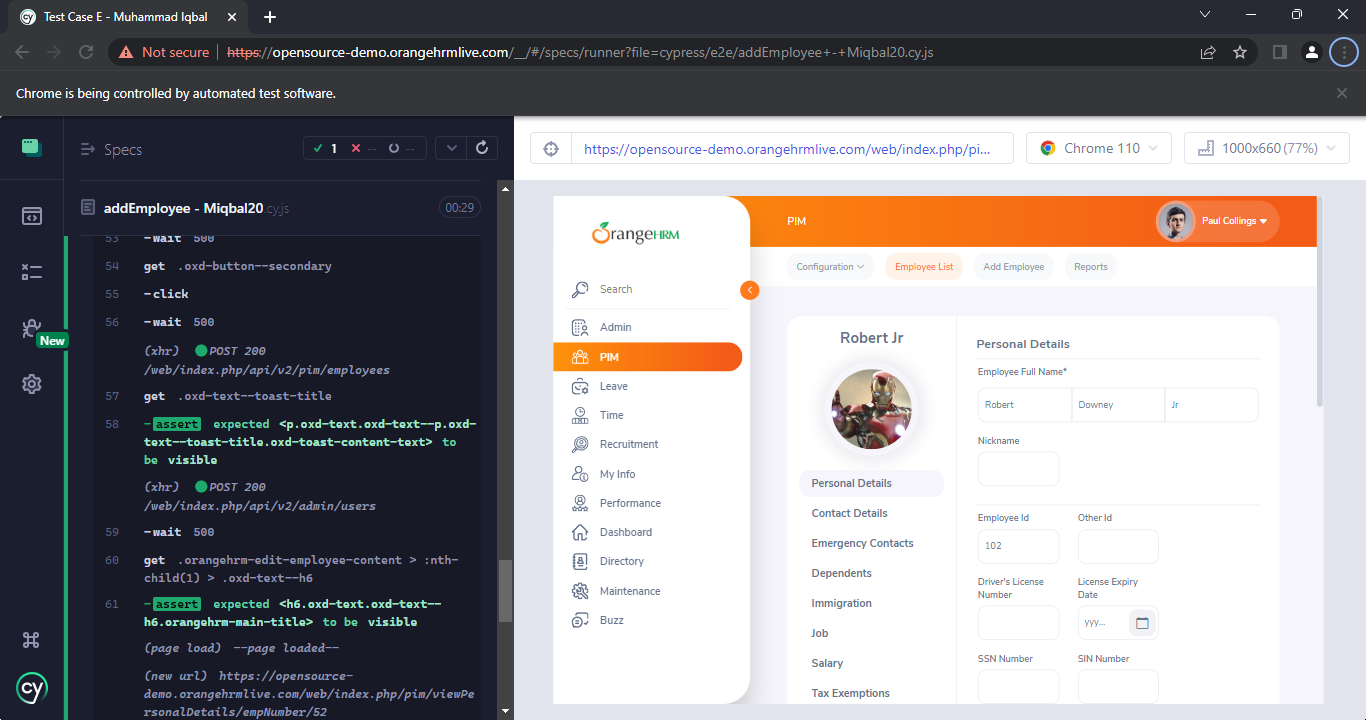 Test Case E - Muhammad Iqbal
Not secure
https://opensource-demo.orangehrmlive.com/__/#/specs/runner?file=cypress/e2e/addEmployee+-+Miqbal20.cy.js
Chrome is being controlled by automated test software.
Specs
1 -- --
addEmployee - Miqbal20.cy.js 00:29
53 -wait 500
54 get .oxd-button--secondary
55 -click
56 -wait 500
(xhr) POST 200
/web/index.php/api/v2/pim/employees
57 get .oxd-text--toast-title
58 -assert expected <p.oxd-text.oxd-text--p.oxd-
text--toast-title.oxd-toast-content-text> to
be visible
(xhr) POST 200
/web/index.php/api/v2/admin/users
59 -wait 500
60 get .orangehrm-edit-employee-content > :nth-
child(1) > .oxd-text--h6
61 -assert expected <h6.oxd-text.oxd-text--
h6.orangehrm-main-title> to be visible
(page load) --page loaded--
(new url) https://opensource-
demo.orangehrmlive.com/web/index.php/pim/viewPe
rsonalDetails/empNumber/52
New
cy
https://opensource-demo.orangehrmlive.com/web/index.php/pi...
Chrome 110
1000x660 (77%)
OrangeHRM
Search
Admin
PIM
Leave
Time
Recruitment
My Info
Performance
Dashboard
Directory
Maintenance
Buzz
PIM
Paul Collings
Configuration
Employee List
Add Employee
Reports
Robert Jr
Personal Details
Contact Details
Emergency Contacts
Dependents
Immigration
Job
Salary
Tax Exemptions
Personal Details
Employee Full Name*
Robert
Downey
Jr
Nickname
Employee Id
Other Id
102
Driver's License
Number
License Expiry
Date
yyy...
SSN Number
SIN Number